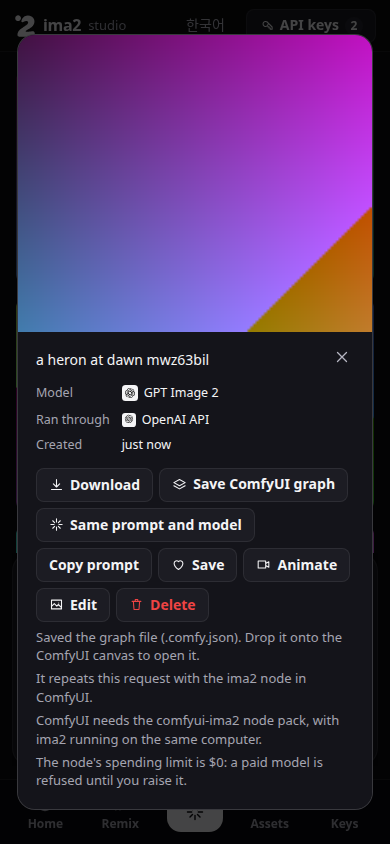 ima2 studio 한국어 API keys 2
a heron at dawn mwz63bil
Model GPT Image 2
Ran through OpenAI API
Created just now
Download Save ComfyUI graph
Same prompt and model
Copy prompt Save Animate
Edit Delete
Saved the graph file (.comfy.json). Drop it onto the
ComfyUI canvas to open it.
It repeats this request with the ima2 node in
ComfyUI.
ComfyUI needs the comfyui-ima2 node pack, with
ima2 running on the same computer.
The node's spending limit is $0: a paid model is
refused until you raise it.
Home Remix Assets Keys